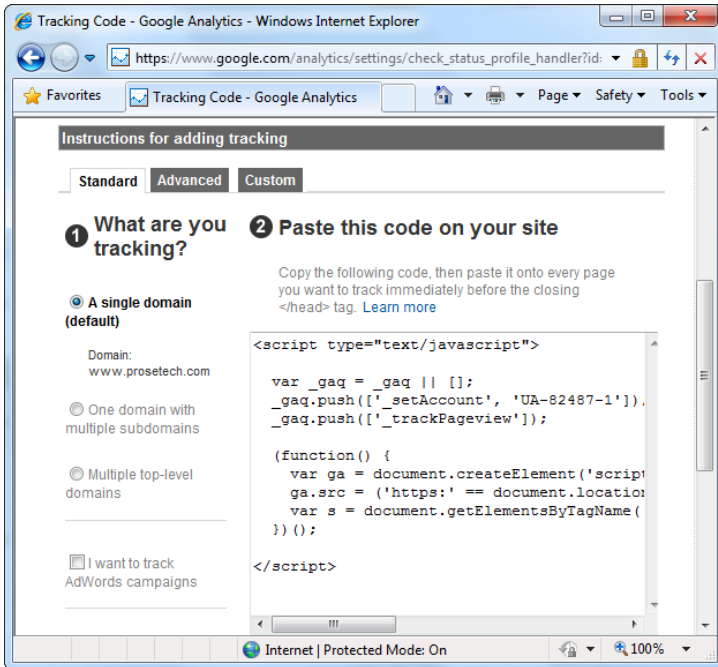 Tracking Code - Google Analytics - Windows Internet Explorer
https://www.google.com/analytics/settings/check_status_profile_handler?id:
Favorites
Tracking Code - Google Analytics
Page
Safety
Tools
Instructions for adding tracking
Standard
Advanced
Custom
1
What are you
tracking?
A single domain
(default)
Domain:
www.prosetech.com
One domain with
multiple subdomains
Multiple top-level
domains
I want to track
AdWords campaigns
2
Paste this code on your site
Copy the following code, then paste it onto every page
you want to track immediately before the closing
</head> tag. Learn more
<script type="text/javascript">
var _gaq = _gaq || [];
_gaq.push(['_setAccount', 'UA-82487-1']),
_gaq.push(['_trackPageview']);
(function() {
var ga = document.createElement('script
ga.src = ('https:' == document.location
var s = document.getElementsByTagName(
})();
</script>
Internet | Protected Mode: On
100%